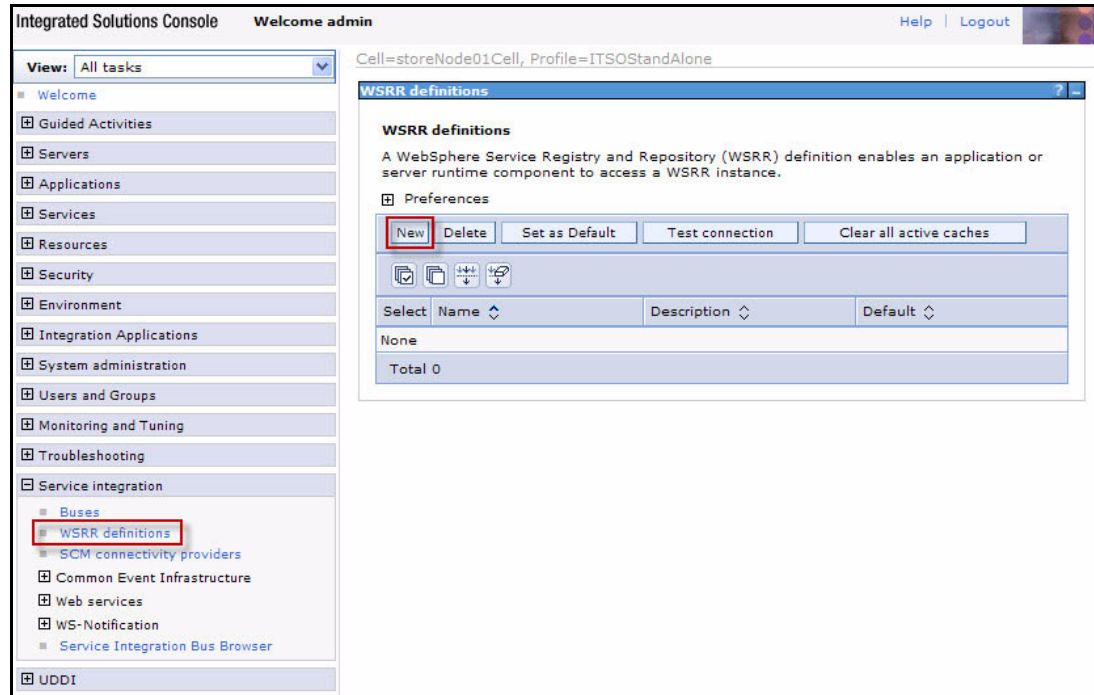 Integrated Solutions Console Welcome admin Help | Logout
View: All tasks
Welcome
Guided Activities
Servers
Applications
Services
Resources
Security
Environment
Integration Applications
System administration
Users and Groups
Monitoring and Tuning
Troubleshooting
Service integration
Buses
WSRR definitions
SCM connectivity providers
Common Event Infrastructure
Web services
WS-Notification
Service Integration Bus Browser
UDDI
Cell=storeNode01Cell, Profile=ITSOStandAlone
WSRR definitions ? _
WSRR definitions
A WebSphere Service Registry and Repository (WSRR) definition enables an application or
server runtime component to access a WSRR instance.
Preferences
New Delete Set as Default Test connection Clear all active caches
Select Name Description Default
None
Total 0